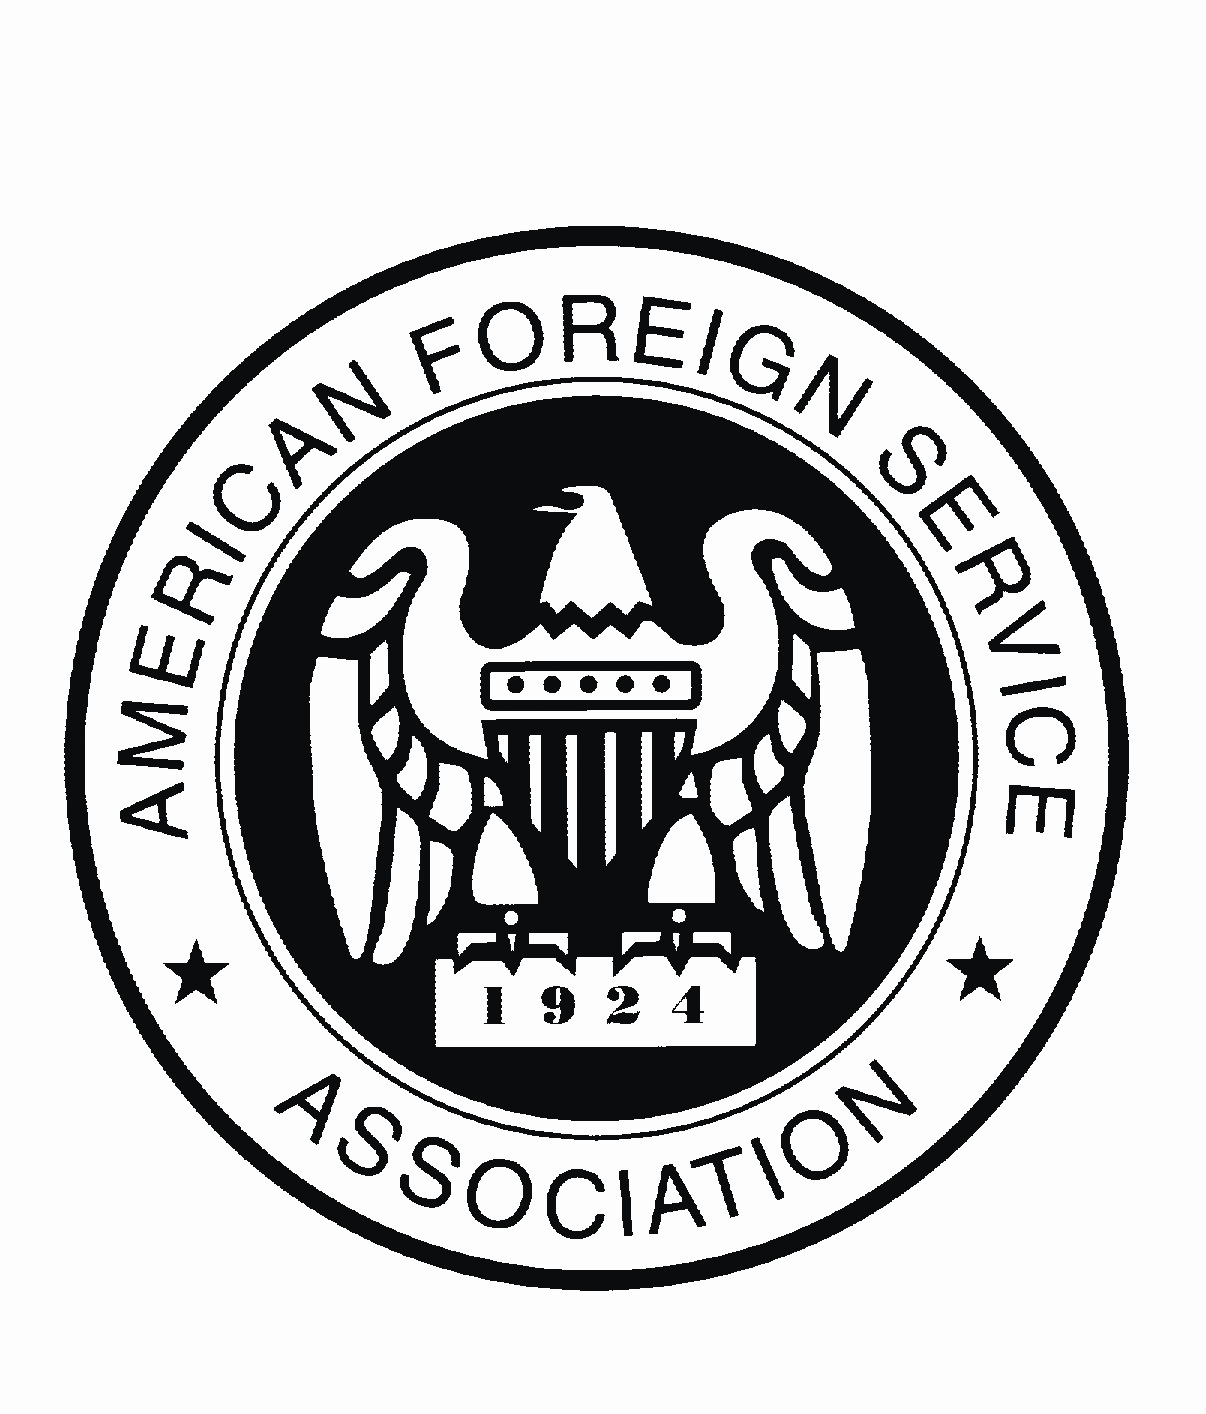 AMERICAN FOREIGN SERVICE
1924
ASSOCIATION